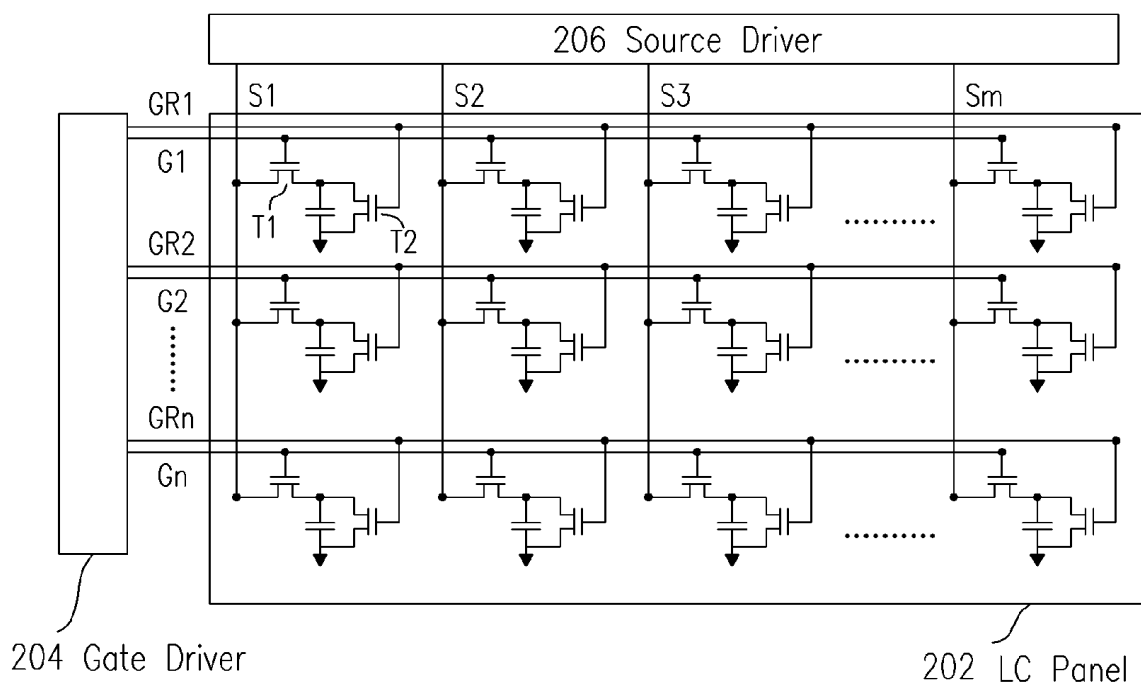 206 Source Driver
S1 S2 S3 Sm
GR1
G1
T1 T2
GR2
G2
GRn
Gn
204 Gate Driver
202 LC Panel